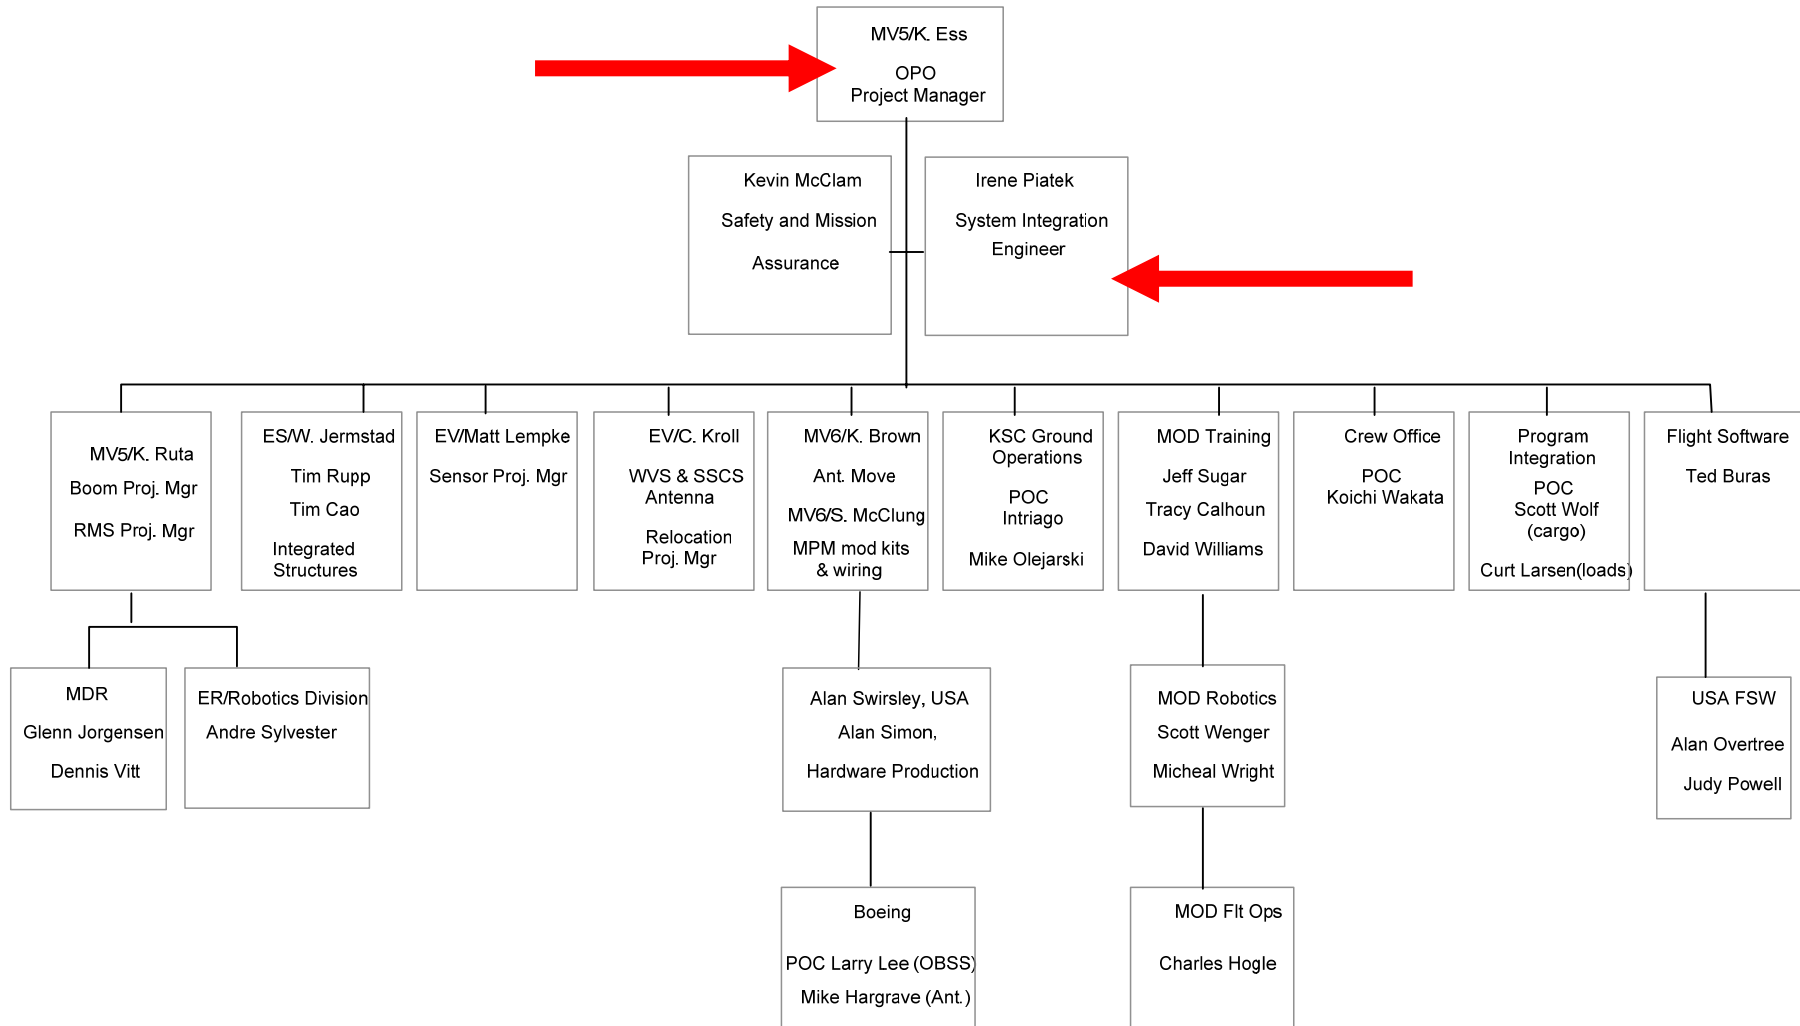 MV5/K. Ess
OPO
Project Manager
Kevin McClam
Safety and Mission
Assurance
Irene Piatek
System Integration
Engineer
MV5/K. Ruta
Boom Proj. Mgr
RMS Proj. Mgr
ES/W. Jermstad
Tim Rupp
Tim Cao
Integrated
Structures
EV/Matt Lempke
Sensor Proj. Mgr
EV/C. Kroll
WVS & SSCS
Antenna
Relocation
Proj. Mgr
MV6/K. Brown
Ant. Move
MV6/S. McClung
MPM mod kits
& wiring
KSC Ground
Operations
POC
Intriago
Mike Olejarski
MOD Training
Jeff Sugar
Tracy Calhoun
David Williams
Crew Office
POC
Koichi Wakata
Program
Integration
POC
Scott Wolf
(cargo)
Curt Larsen(loads)
Flight Software
Ted Buras
MDR
Glenn Jorgensen
Dennis Vitt
ER/Robotics Division
Andre Sylvester
Alan Swirsley, USA
Alan Simon,
Hardware Production
MOD Robotics
Scott Wenger
Micheal Wright
USA FSW
Alan Overtree
Judy Powell
Boeing
POC Larry Lee (OBSS)
Mike Hargrave (Ant.)
MOD Flt Ops
Charles Hogle